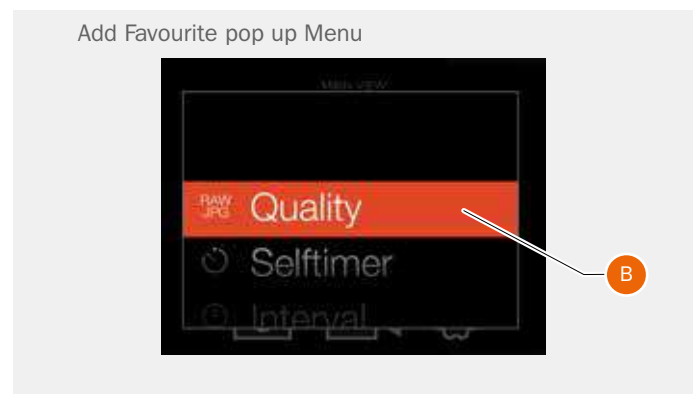 Add Favourite pop up Menu
MAIN VIEW
RAW
JPG
Quality
B
Selftimer
Interval